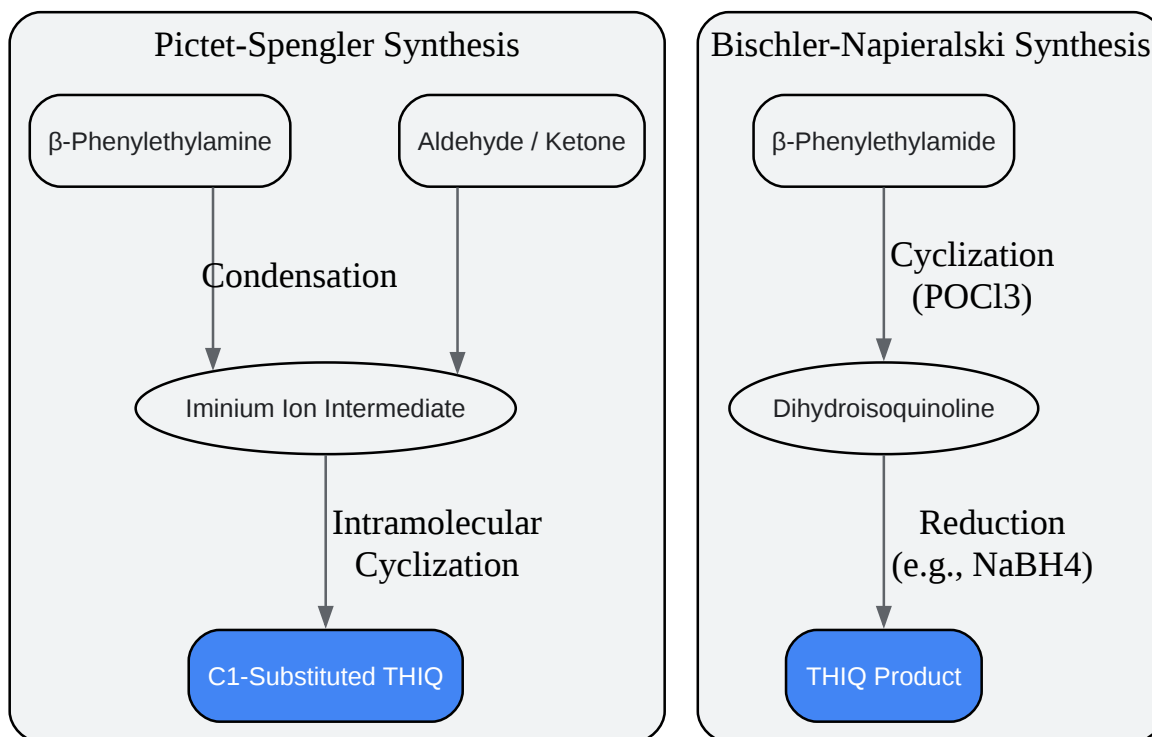 Pictet-Spengler Synthesis
β-Phenylethylamine
Aldehyde / Ketone
Condensation
Iminium Ion Intermediate
Intramolecular
Cyclization
C1-Substituted THIQ
Bischler-Napieralski Synthesis
β-Phenylethylamide
Cyclization
(POCl3)
Dihydroisoquinoline
Reduction
(e.g., NaBH4)
THIQ Product